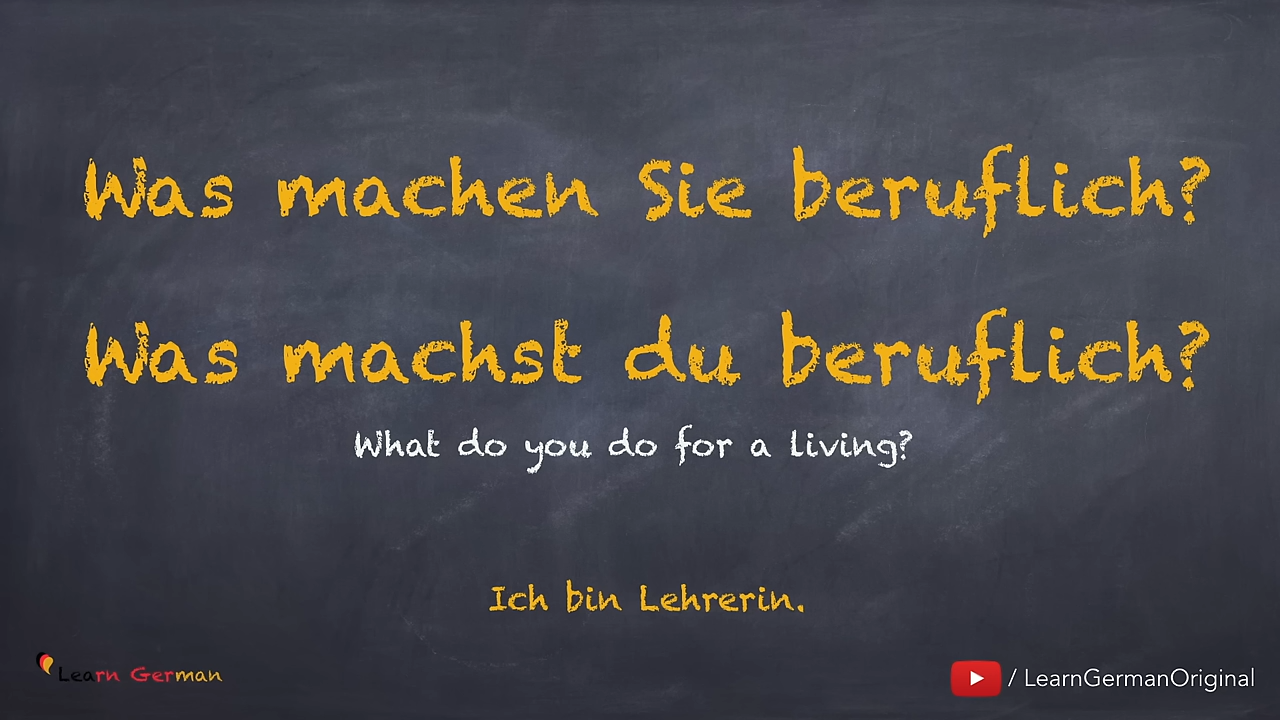 Was machen Sie beruflich?
Was machst du beruflich?
What do you do for a living?
Ich bin Lehrerin.
Learn German
/ LearnGermanOriginal